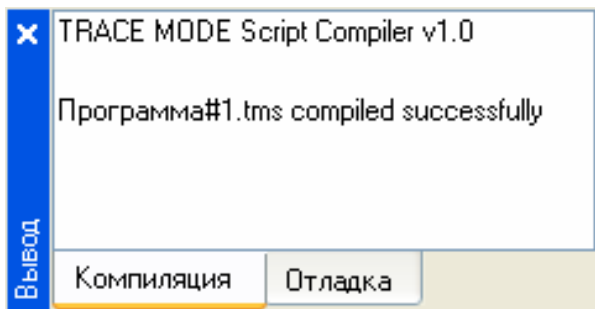 TRACE MODE Script Compiler v1.0
Программа#1.tms compiled successfully
Вывод
Компиляция
Отладка